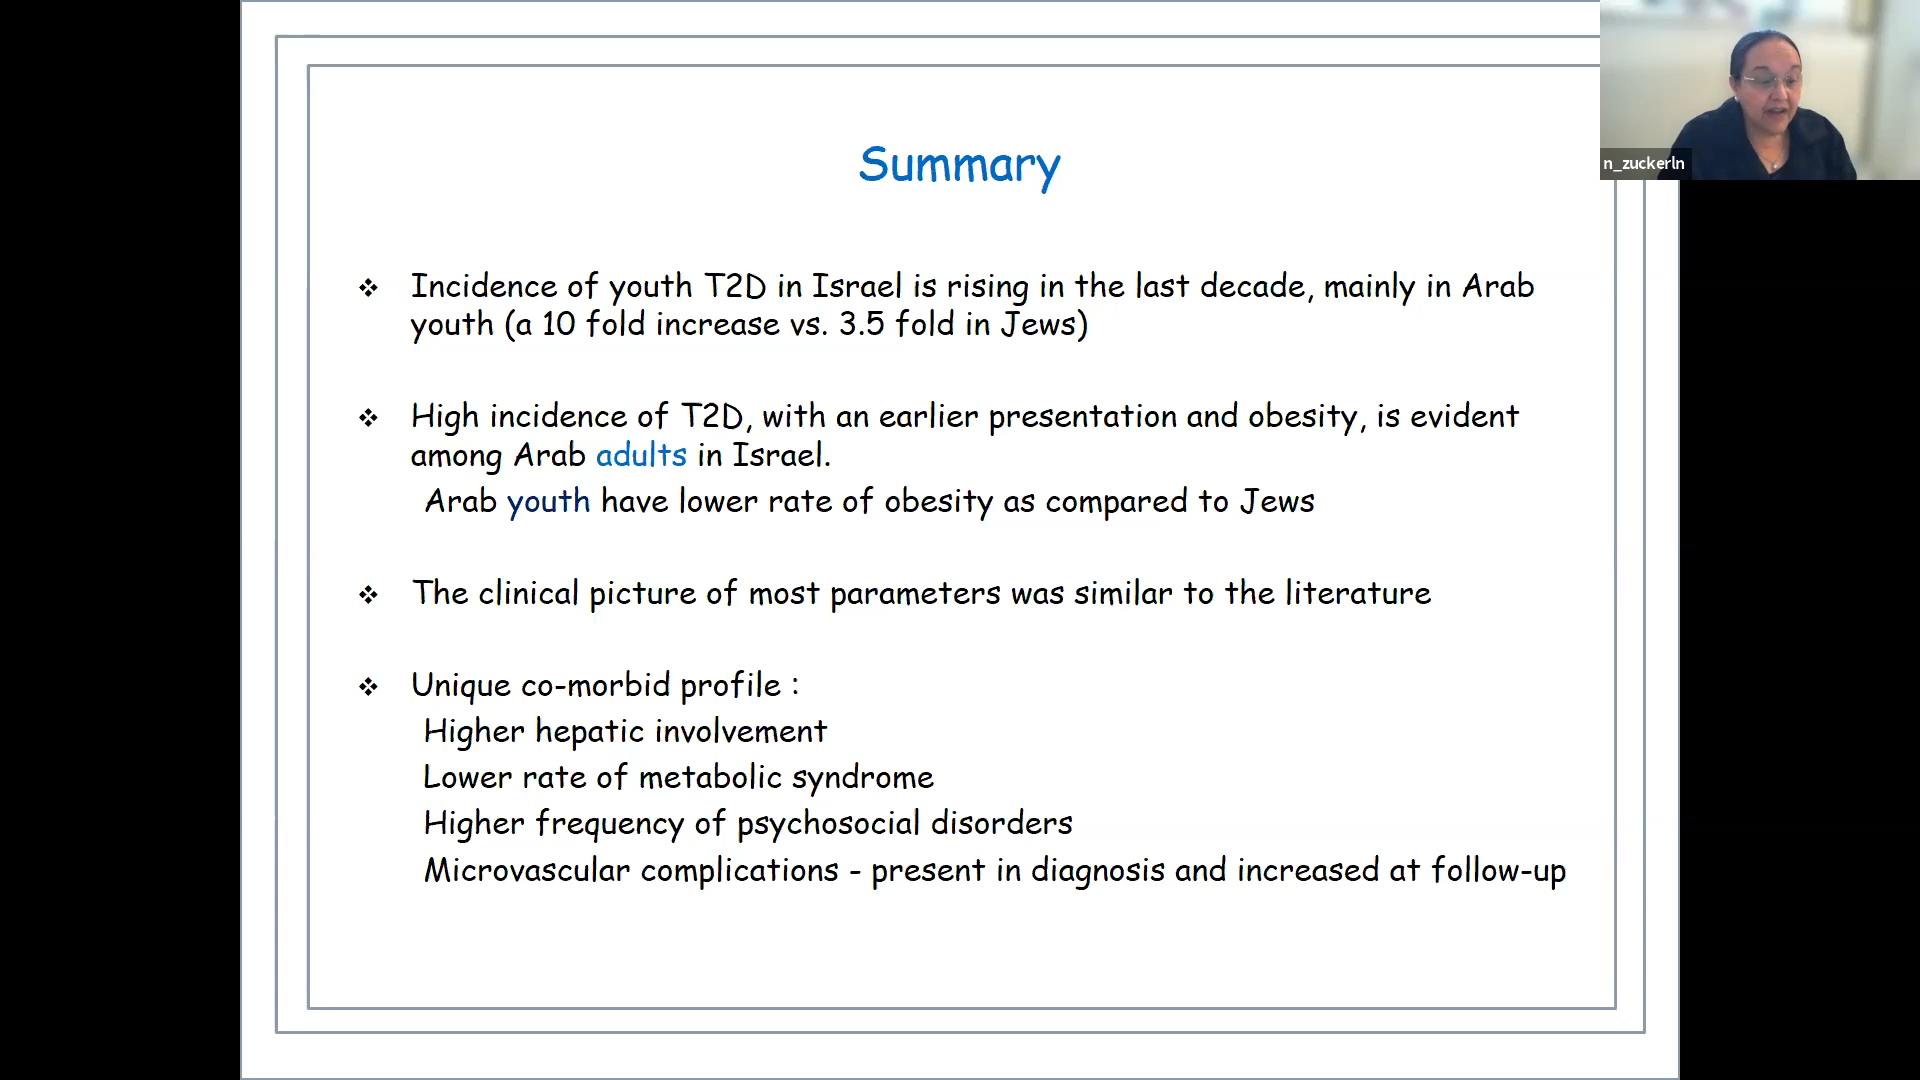 Summary
❖ Incidence of youth T2D in Israel is rising in the last decade, mainly in Arab
youth (a 10 fold increase vs. 3.5 fold in Jews)
❖ High incidence of T2D, with an earlier presentation and obesity, is evident
among Arab adults in Israel.
Arab youth have lower rate of obesity as compared to Jews
❖ The clinical picture of most parameters was similar to the literature
❖ Unique co-morbid profile :
Higher hepatic involvement
Lower rate of metabolic syndrome
Higher frequency of psychosocial disorders
Microvascular complications - present in diagnosis and increased at follow-up
n_zuckerln